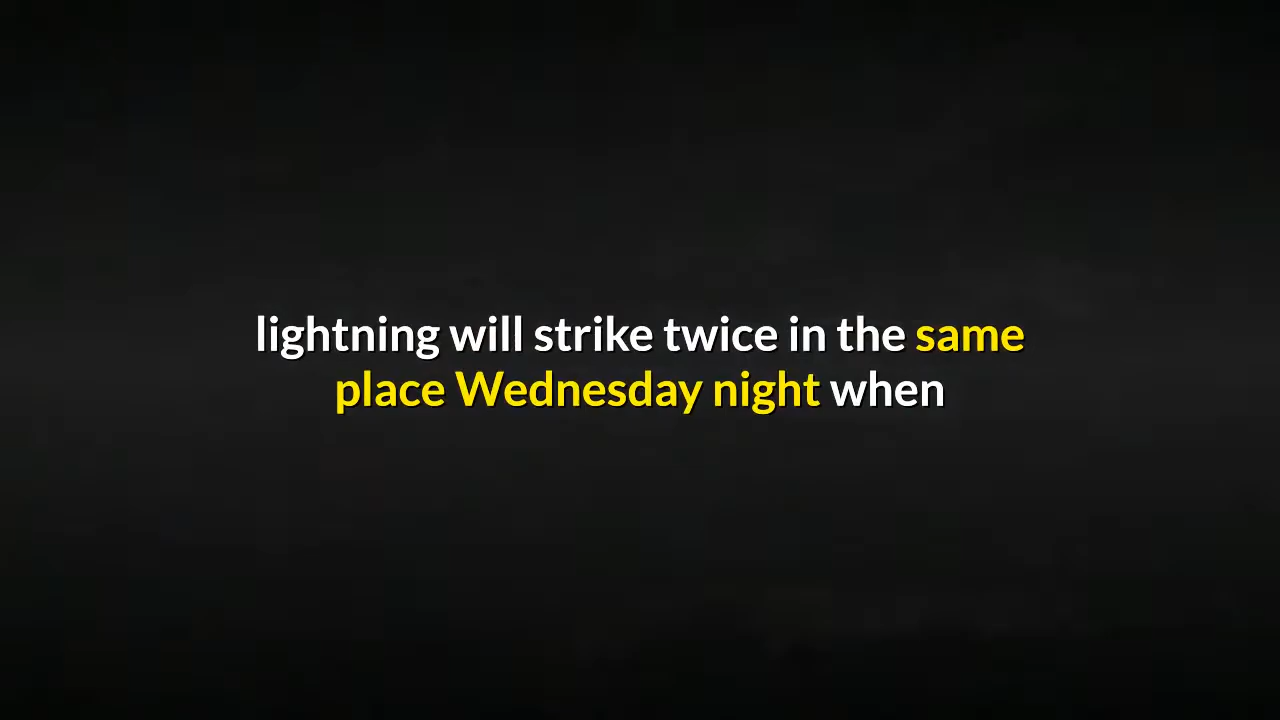 lightning will strike twice in the same
place Wednesday night when